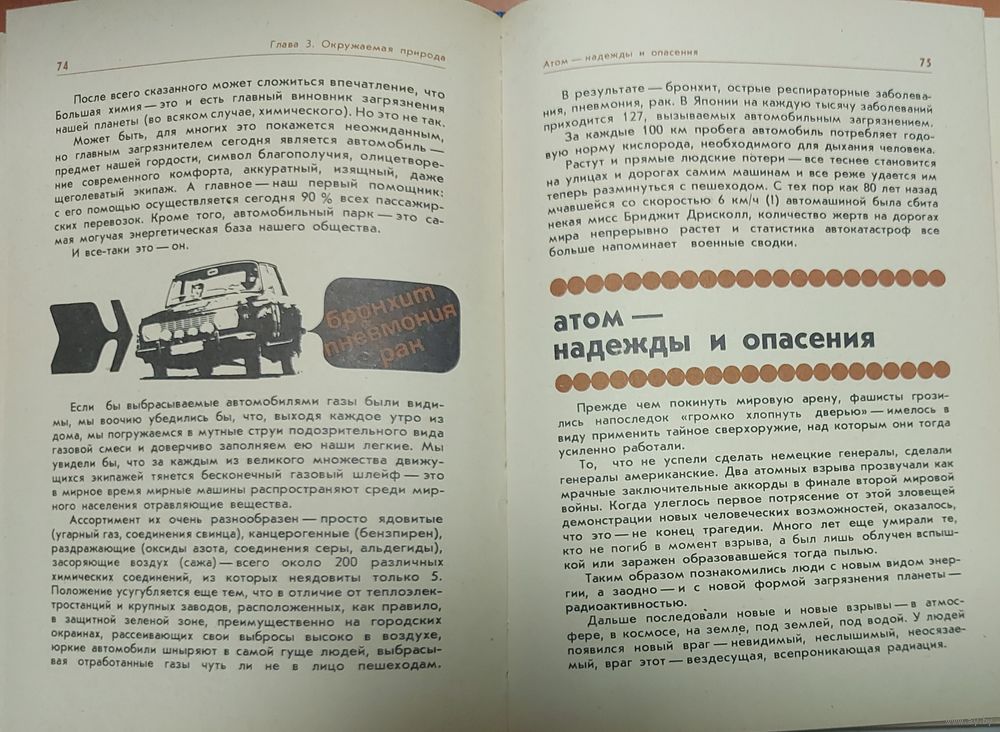 74
Глава 3. Окружаемая природа
После всего сказанного может сложиться впечатление, что
Большая химия — это и есть главный виновник загрязнения
нашей планеты (во всяком случае, химического). Но это не так.
Может быть, для многих это покажется неожиданным,
но главным загрязнителем сегодня является автомобиль —
предмет нашей гордости, символ благополучия, олицетворе-
ние современного комфорта, аккуратный, изящный, даже
щеголеватый экипаж. А главное — наш первый помощник:
с его помощью осуществляется сегодня 90 % всех пассажир-
ских перевозок. Кроме того, автомобильный парк — это са-
мая могучая энергетическая база нашего общества.
И все-таки это — он.
бронхит
пневмония
рак
Если бы выбрасываемые автомобилями газы были види-
мы, мы воочию убедились бы, что, выходя каждое утро из
дома, мы погружаемся в мутные струи подозрительного вида
газовой смеси и доверчиво заполняем ею наши легкие. Мы
увидели бы, что за каждым из великого множества движу-
щихся экипажей тянется бесконечный газовый шлейф — это
в мирное время мирные машины распространяют среди мир-
ного населения отравляющие вещества.
Ассортимент их очень разнообразен — просто ядовитые
(угарный газ, соединения свинца), канцерогенные (бензпирен),
раздражающие (оксиды азота, соединения серы, альдегиды),
засоряющие воздух (сажа) — всего около 200 различных
химических соединений, из которых неядовиты только 5.
Положение усугубляется еще тем, что в отличие от теплоэлек-
тростанций и крупных заводов, расположенных, как правило,
в защитной зеленой зоне, преимущественно на городских
окраинах, рассеивающих свои выбросы высоко в воздухе,
юркие автомобили шныряют в самой гуще людей, выбрасы-
вая отработанные газы чуть ли не в лицо пешеходам.
Атом — надежды и опасения
75
В результате — бронхит, острые респираторные заболева-
ния, пневмония, рак. В Японии на каждую тысячу заболеваний
приходится 127, вызываемых автомобильным загрязнением.
За каждые 100 км пробега автомобиль потребляет годо-
вую норму кислорода, необходимого для дыхания человека.
Растут и прямые людские потери — все теснее становится
на улицах и дорогах самим машинам и все реже удается им
теперь разминуться с пешеходом. С тех пор как 80 лет назад
мчавшейся со скоростью 6 км/ч (!) автомашиной была сбита
некая мисс Бриджит Дрисколл, количество жертв на дорогах
мира непрерывно растет и статистика автокатастроф все
больше напоминает военные сводки.
атом —
надежды и опасения
Прежде чем покинуть мировую арену, фашисты грози-
лись напоследок «громко хлопнуть дверью» — имелось в
виду применить тайное сверхоружие, над которым они тогда
усиленно работали.
То, что не успели сделать немецкие генералы, сделали
генералы американские. Два атомных взрыва прозвучали как
мрачные заключительные аккорды в финале второй мировой
войны. Когда улеглось первое потрясение от этой зловещей
демонстрации новых человеческих возможностей, оказалось,
что это — не конец трагедии. Много лет еще умирали те,
кто не погиб в момент взрыва, а был лишь облучен вспыш-
кой или заражен образовавшейся тогда пылью.
Таким образом познакомились люди с новым видом энер-
гии, а заодно — и с новой формой загрязнения планеты —
радиоактивностью.
Дальше последовали новые и новые взрывы — в атмос-
фере, в космосе, на земле, под землей, под водой. У людей
появился новый враг — невидимый, неслышимый, неосязае-
мый, враг этот — вездесущая, всепроникающая радиация.